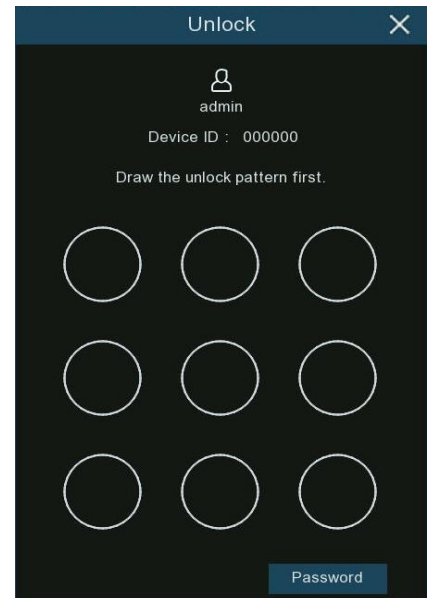 Unlock
admin
Device ID : 000000
Draw the unlock pattern first.
Password